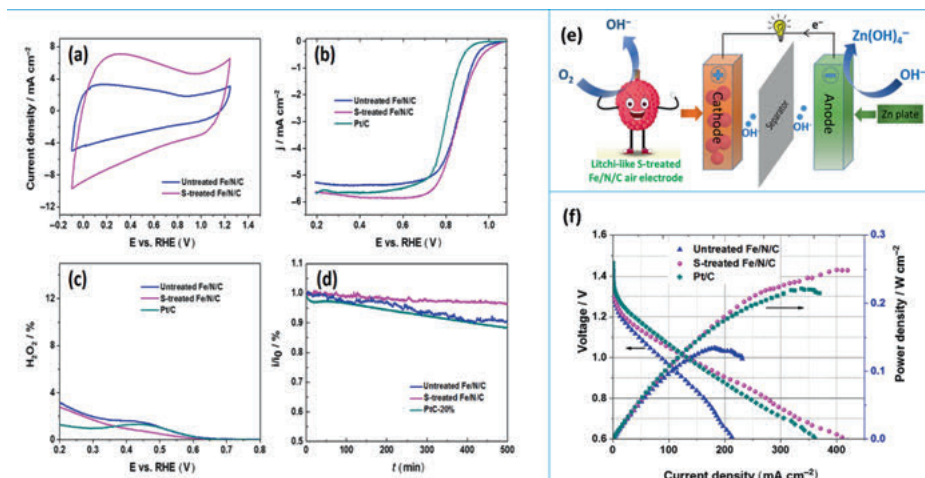 (a)
Current density / mA cm⁻²
8
4
0
−4
−8
−12
Untreated Fe/N/C
S-treated Fe/N/C
−0.2 0.0 0.2 0.4 0.6 0.8 1.0 1.2 1.4
E vs. RHE (V)
(b)
j / mA cm⁻²
0
−1
−2
−3
−4
−5
−6
Untreated Fe/N/C
S-treated Fe/N/C
Pt/C
0.2 0.4 0.6 0.8 1.0
E vs. RHE (V)
(c)
H₂O₂ / %
12
8
4
0
Untreated Fe/N/C
S-treated Fe/N/C
Pt/C
0.2 0.3 0.4 0.5 0.6 0.7 0.8
E vs. RHE (V)
(d)
I/i₀ / %
1.1
1.0
0.9
0.8
0.7
0.6
0.5
Untreated Fe/N/C
S-treated Fe/N/C
PtC-20%
0 100 200 300 400 500
t (min)
(e)
OH⁻
O₂
e⁻
Zn(OH)₄⁻
OH⁻
Cathode
OH⁻
Separator
OH⁻
Anode
Zn plate
Litchi-like S-treated
Fe/N/C air electrode
(f)
Voltage / V
1.6
1.4
1.2
1.0
0.8
0.6
Untreated Fe/N/C
S-treated Fe/N/C
Pt/C
0.3
0.2
0.1
0.0
Power density / W cm⁻²
0 100 200 300 400
Current density (mA cm⁻²)